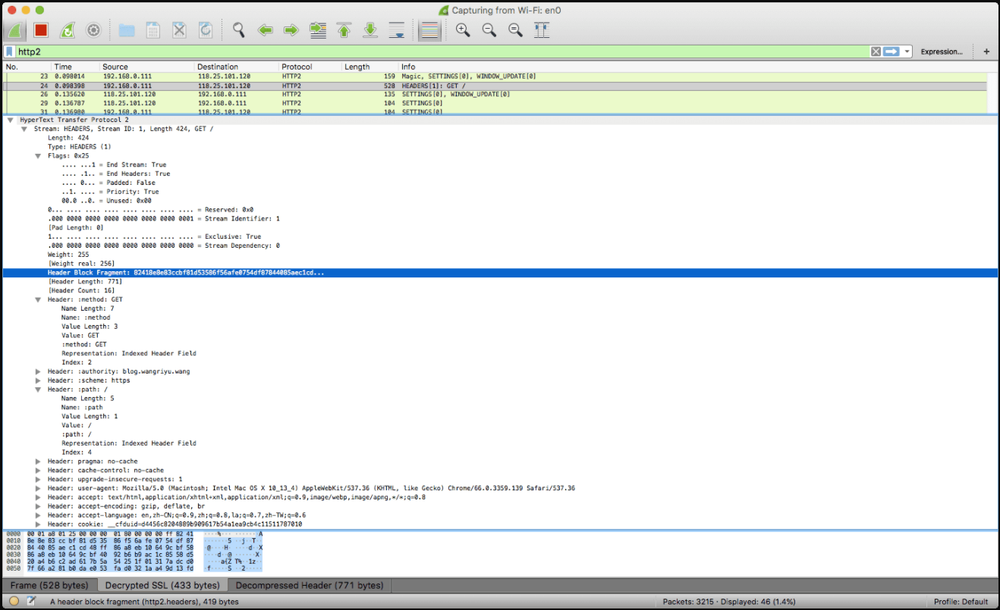 Capturing from Wi-Fi: en0
http2
Expression...
+
No. Time Source Destination Protocol Length Info
23 0.098014 192.168.0.111 118.25.101.120 HTTP2 159 Magic, SETTINGS[0], WINDOW_UPDATE[0]
24 0.098398 192.168.0.111 118.25.101.120 HTTP2 528 HEADERS[1]: GET /
26 0.135620 118.25.101.120 192.168.0.111 HTTP2 135 SETTINGS[0], WINDOW_UPDATE[0]
29 0.136787 118.25.101.120 192.168.0.111 HTTP2 104 SETTINGS[0]
31 0.136980 192.168.0.111 118.25.101.120 HTTP2 104 SETTINGS[0]
HyperText Transfer Protocol 2
Stream: HEADERS, Stream ID: 1, Length 424, GET /
Length: 424
Type: HEADERS (1)
Flags: 0x25
.... ...1 = End Stream: True
.... .1.. = End Headers: True
.... 0... = Padded: False
..1. .... = Priority: True
00.0 ..0. = Unused: 0x00
0... .... .... .... .... .... .... .... = Reserved: 0x0
.000 0000 0000 0000 0000 0000 0000 0001 = Stream Identifier: 1
[Pad Length: 0]
1... .... .... .... .... .... .... .... = Exclusive: True
.000 0000 0000 0000 0000 0000 0000 0000 = Stream Dependency: 0
Weight: 255
[Weight real: 256]
Header Block Fragment: 82418e8e83ccbf81d53586f56afe0754df87844085aec1cd...
[Header Length: 771]
[Header Count: 16]
Header: :method: GET
Name Length: 7
Name: :method
Value Length: 3
Value: GET
:method: GET
Representation: Indexed Header Field
Index: 2
Header: :authority: blog.wangriyu.wang
Header: :scheme: https
Header: :path: /
Name Length: 5
Name: :path
Value Length: 1
Value: /
:path: /
Representation: Indexed Header Field
Index: 4
Header: pragma: no-cache
Header: cache-control: no-cache
Header: upgrade-insecure-requests: 1
Header: user-agent: Mozilla/5.0 (Macintosh; Intel Mac OS X 10_13_4) AppleWebKit/537.36 (KHTML, like Gecko) Chrome/66.0.3359.139 Safari/537.36
Header: accept: text/html,application/xhtml+xml,application/xml;q=0.9,image/webp,image/apng,*/*;q=0.8
Header: accept-encoding: gzip, deflate, br
Header: accept-language: en,zh-CN;q=0.9,zh;q=0.8,la;q=0.7,zh-TW;q=0.6
Header: cookie: __cfduid=d4456c8204889b909617b54a1ea9cb4c11511787010
0000 00 01 a8 01 25 00 00 00 01 80 00 00 00 ff 82 41 ····%··· ·······A
0010 8e 8e 83 cc bf 81 d5 35 86 f5 6a fe 07 54 df 87 ·······5 ··j··T··
0020 84 40 85 ae c1 cd 48 ff 86 a8 eb 10 64 9c bf 58 ·@····H· ····d··X
0030 86 a8 eb 10 64 9c bf 40 92 b6 b9 ac 1c 85 58 d5 ····d··@ ······X·
0040 20 a4 b6 c2 ad 61 7b 5a 54 25 1f 01 31 7a dc d0 ·····a{Z T%··1z··
0050 7f 66 a2 81 b0 da e0 53 fa d0 32 1a a4 9d 13 fd ·f·····S ··2·····
Frame (528 bytes) Decrypted SSL (433 bytes) Decompressed Header (771 bytes)
A header block fragment (http2.headers), 419 bytes Packets: 3215 · Displayed: 46 (1.4%) Profile: Default